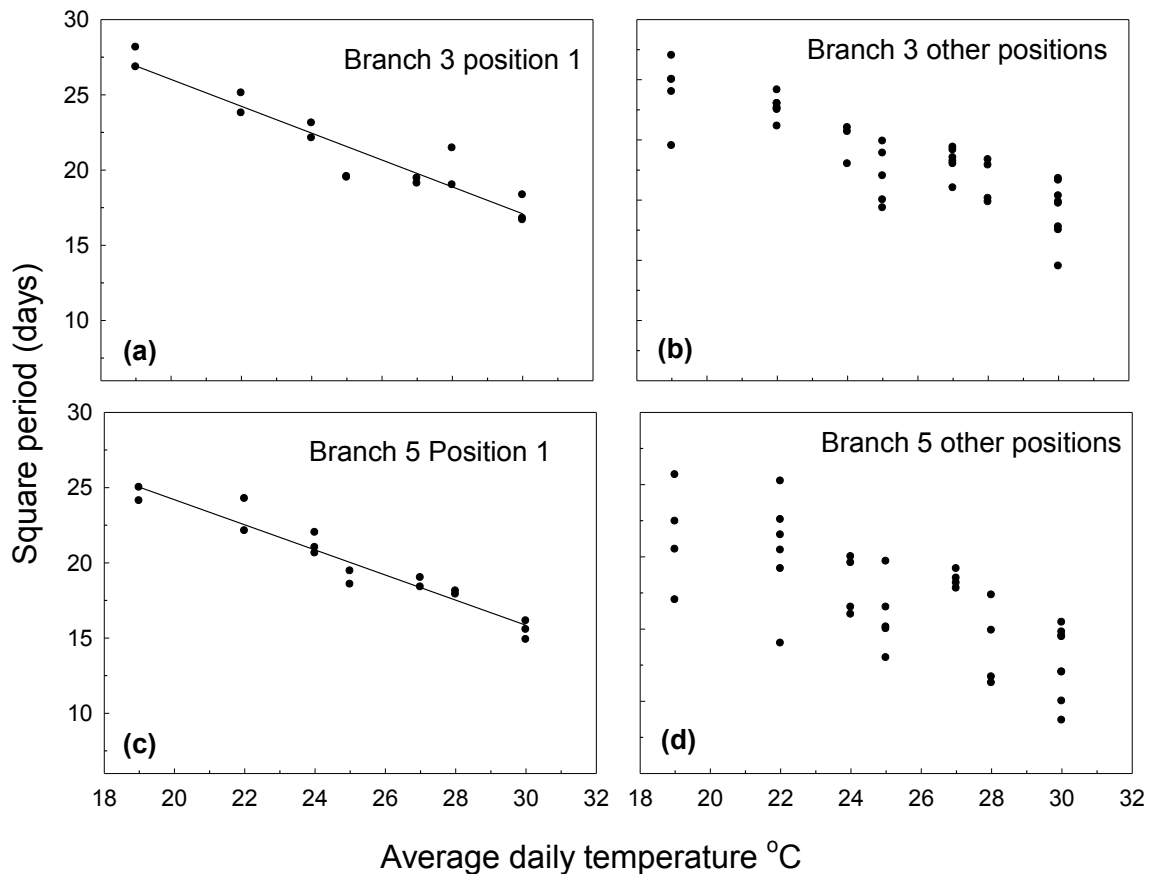 Square period (days)
30
25
20
15
10
Branch 3 position 1
(a)
Branch 3 other positions
(b)
30
25
20
15
10
Branch 5 Position 1
(c)
Branch 5 other positions
(d)
18 20 22 24 26 28 30 32
18 20 22 24 26 28 30 32
Average daily temperature °C